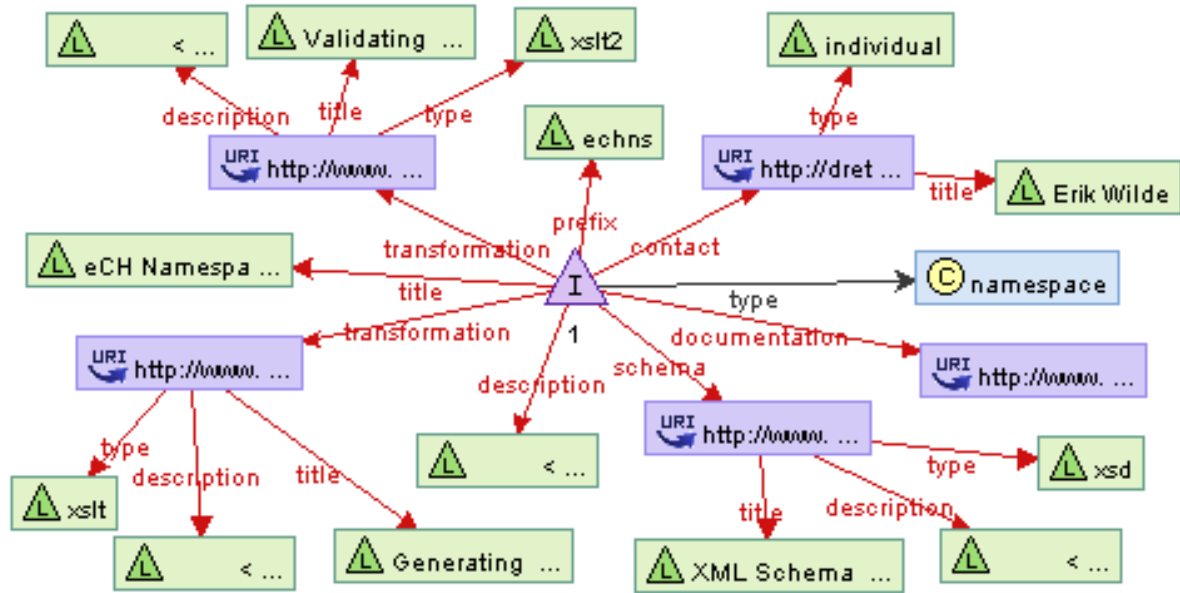 L < ...
L Validating ...
L xslt2
L individual
description
title
type
type
URI http://www. ...
L echns
URI http://dret ...
title
L Erik Wilde
prefix
transformation
contact
L eCH Namespa ...
title
I
type
C namespace
transformation
1
documentation
URI http://www. ...
description
schema
URI http://www. ...
URI http://www. ...
type
description
title
L < ...
type
L xsd
L xslt
title
description
L < ...
L Generating ...
L XML Schema ...
L < ...